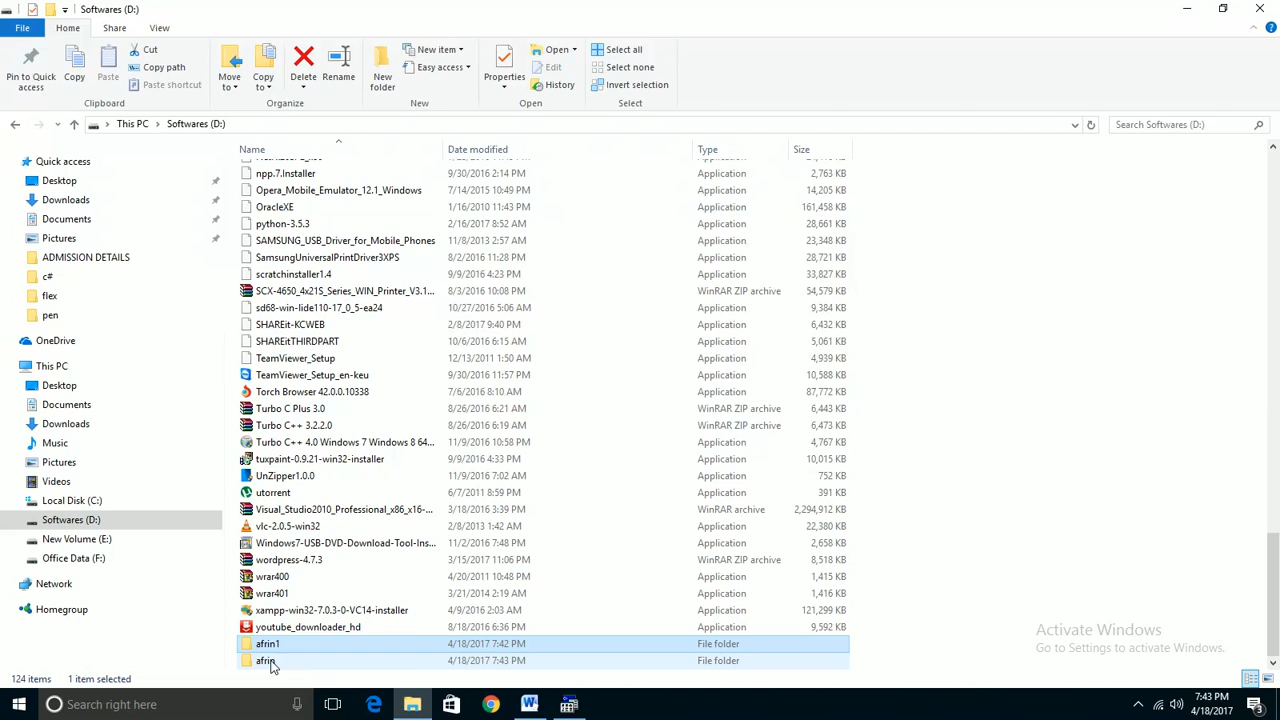 Softwares (D:)
File Home Share View
Pin to Quick access
Copy
Paste
Cut
Copy path
Paste shortcut
Clipboard
Move to
Copy to
Delete
Rename
Organize
New folder
New item
Easy access
New
Properties
Open
Edit
History
Open
Select all
Select none
Invert selection
Select
This PC Softwares (D:)
Search Softwares (D:)
Quick access
Desktop
Downloads
Documents
Pictures
ADMISSION DETAILS
c#
flex
pen
OneDrive
This PC
Desktop
Documents
Downloads
Music
Pictures
Videos
Local Disk (C:)
Softwares (D:)
New Volume (E:)
Office Data (F:)
Network
Homegroup
Name Date modified Type Size
npp.7.Installer 9/30/2016 2:14 PM Application 2,763 KB
Opera_Mobile_Emulator_12.1_Windows 7/14/2015 10:49 PM Application 14,205 KB
OracleXE 1/16/2010 11:43 PM Application 161,458 KB
python-3.5.3 2/16/2017 8:52 AM Application 28,661 KB
SAMSUNG_USB_Driver_for_Mobile_Phones 11/8/2013 2:57 AM Application 23,348 KB
SamsungUniversalPrintDriver3XPS 8/2/2016 11:28 PM Application 28,721 KB
scratchinstaller1.4 9/9/2016 4:23 PM Application 33,827 KB
SCX-4650_4x21S_Series_WIN_Printer_V3.1... 8/3/2016 10:08 PM WinRAR ZIP archive 54,579 KB
sd68-win-lide110-17_0_5-ea24 10/27/2016 5:06 AM Application 9,384 KB
SHAREit-KCWEB 2/8/2017 9:40 PM Application 6,432 KB
SHAREitTHIRDPART 10/6/2016 6:15 AM Application 5,061 KB
TeamViewer_Setup 12/13/2011 1:50 AM Application 4,939 KB
TeamViewer_Setup_en-keu 9/30/2016 11:57 PM Application 10,588 KB
Torch Browser 42.0.0.10338 7/6/2016 8:10 AM Application 87,772 KB
Turbo C Plus 3.0 8/26/2016 6:21 AM WinRAR ZIP archive 6,443 KB
Turbo C++ 3.2.2.0 8/26/2016 6:19 AM WinRAR ZIP archive 6,473 KB
Turbo C++ 4.0 Windows 7 Windows 8 64... 11/9/2016 10:58 PM Application 4,767 KB
tuxpaint-0.9.21-win32-installer 9/9/2016 4:33 PM Application 10,015 KB
UnZipper1.0.0 11/9/2016 7:02 AM Application 752 KB
utorrent 6/7/2011 8:59 PM Application 391 KB
Visual_Studio2010_Professional_x86_x16-... 3/18/2016 3:39 PM WinRAR archive 2,294,912 KB
vlc-2.0.5-win32 2/8/2013 1:42 AM Application 22,380 KB
Windows7-USB-DVD-Download-Tool-Ins... 11/2/2016 7:48 PM Application 2,658 KB
wordpress-4.7.3 3/15/2017 11:06 PM WinRAR ZIP archive 8,518 KB
wrar400 4/20/2011 10:48 PM Application 1,415 KB
wrar401 3/21/2014 2:19 AM Application 1,416 KB
xampp-win32-7.0.3-0-VC14-installer 4/9/2016 2:03 AM Application 121,299 KB
youtube_downloader_hd 8/18/2016 6:36 PM Application 9,592 KB
afrin1 4/18/2017 7:42 PM File folder
afrin 4/18/2017 7:43 PM File folder
Activate Windows
Go to Settings to activate Windows.
124 items 1 item selected
Search right here
7:43 PM
4/18/2017
3